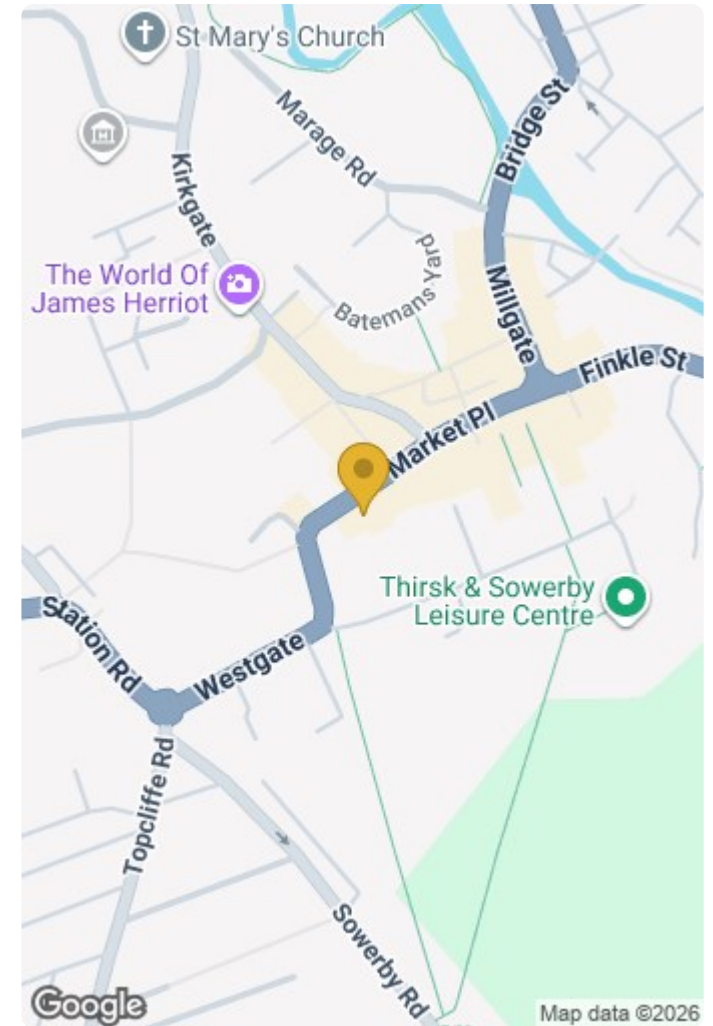 St Mary's Church
Marage Rd
Bridge St
Kirkgate
The World Of
James Herriot
Batemans Yard
Millgate
Finkle St
Market Pl
Thirsk & Sowerby
Leisure Centre
Station Rd
Westgate
Topcliffe Rd
Sowerby Rd
Google
Map data ©2026